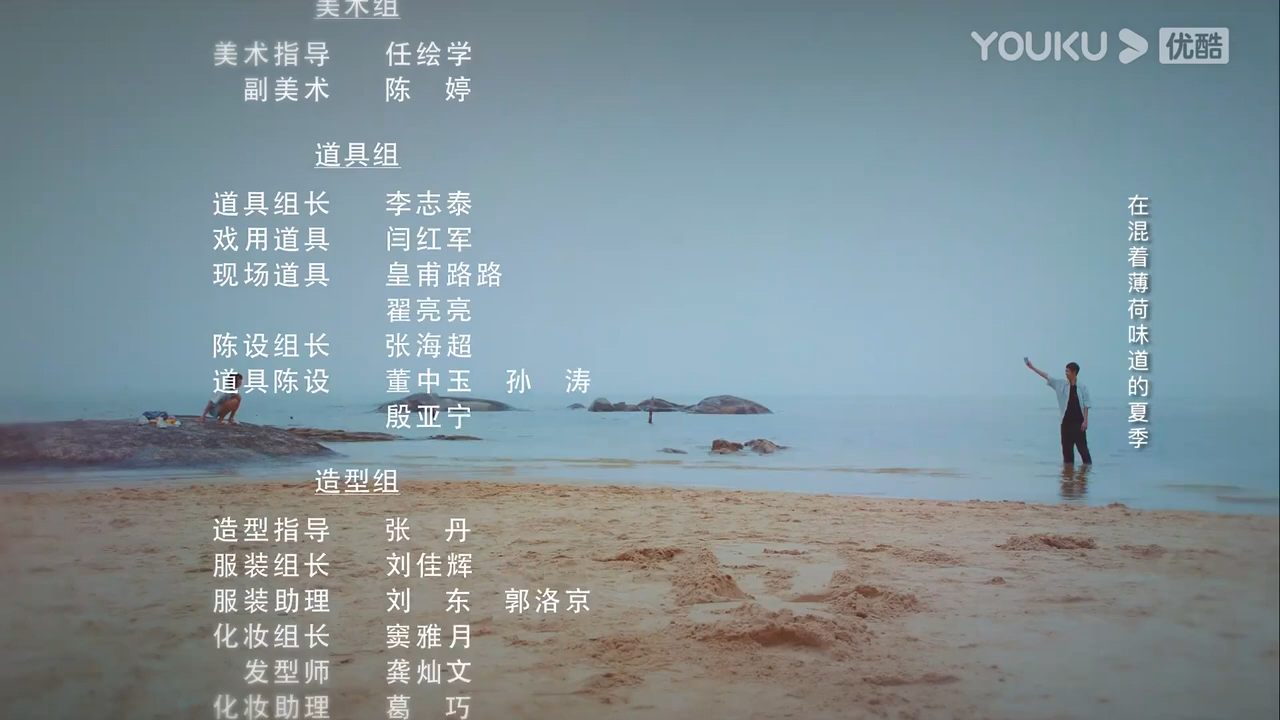 美术组
美术指导 任绘学
副美术 陈 婷
道具组
道具组长 李志泰
戏用道具 闫红军
现场道具 皇甫路路
翟亮亮
陈设组长 张海超
道具陈设 董中玉 孙 涛
殷亚宁
造型组
造型指导 张 丹
服装组长 刘佳辉
服装助理 刘 东 郭洛京
化妆组长 窦雅月
发型师 龚灿文
化妆助理 葛 巧
YOUKU 优酷
在混着薄荷味道的夏季